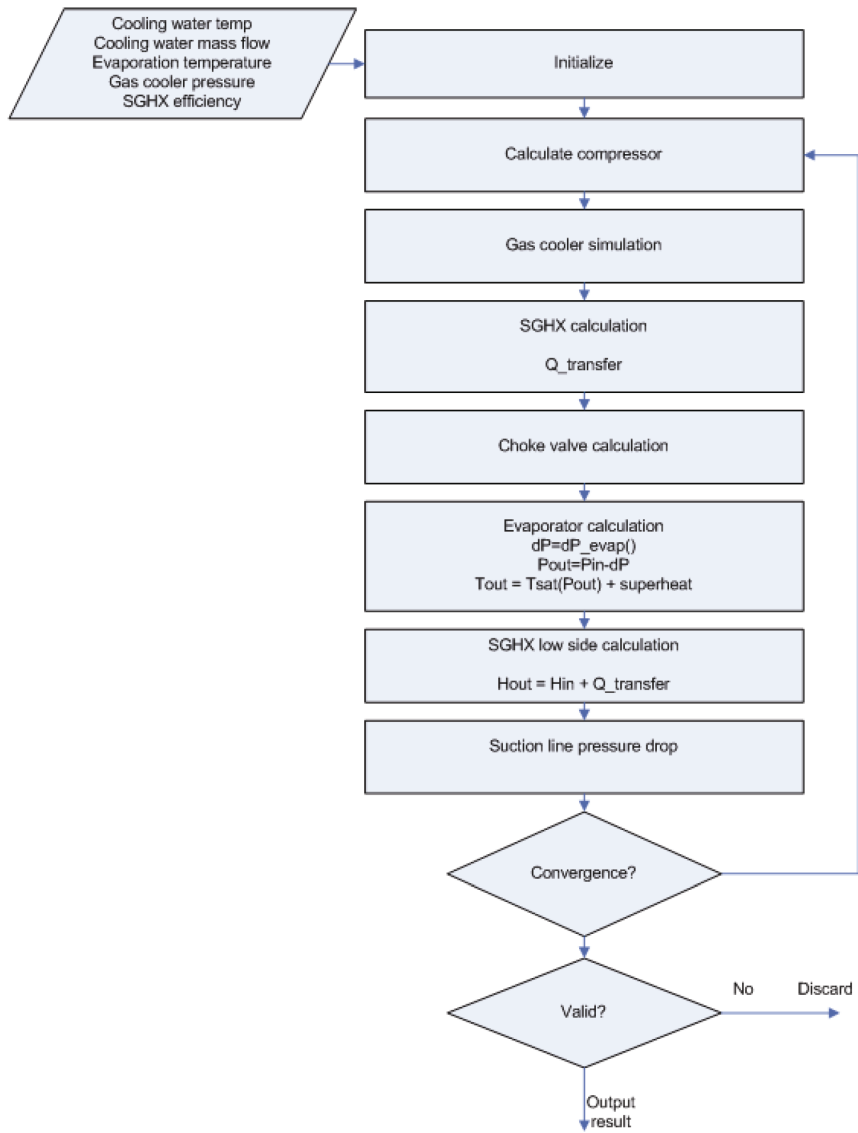 Cooling water temp
Cooling water mass flow
Evaporation temperature
Gas cooler pressure
SGHX efficiency
Initialize
Calculate compressor
Gas cooler simulation
SGHX calculation
Q_transfer
Choke valve calculation
Evaporator calculation
dP=dP_evap()
Pout=Pin-dP
Tout = Tsat(Pout) + superheat
SGHX low side calculation
Hout = Hin + Q_transfer
Suction line pressure drop
Convergence?
Valid?
No
Discard
Output
result